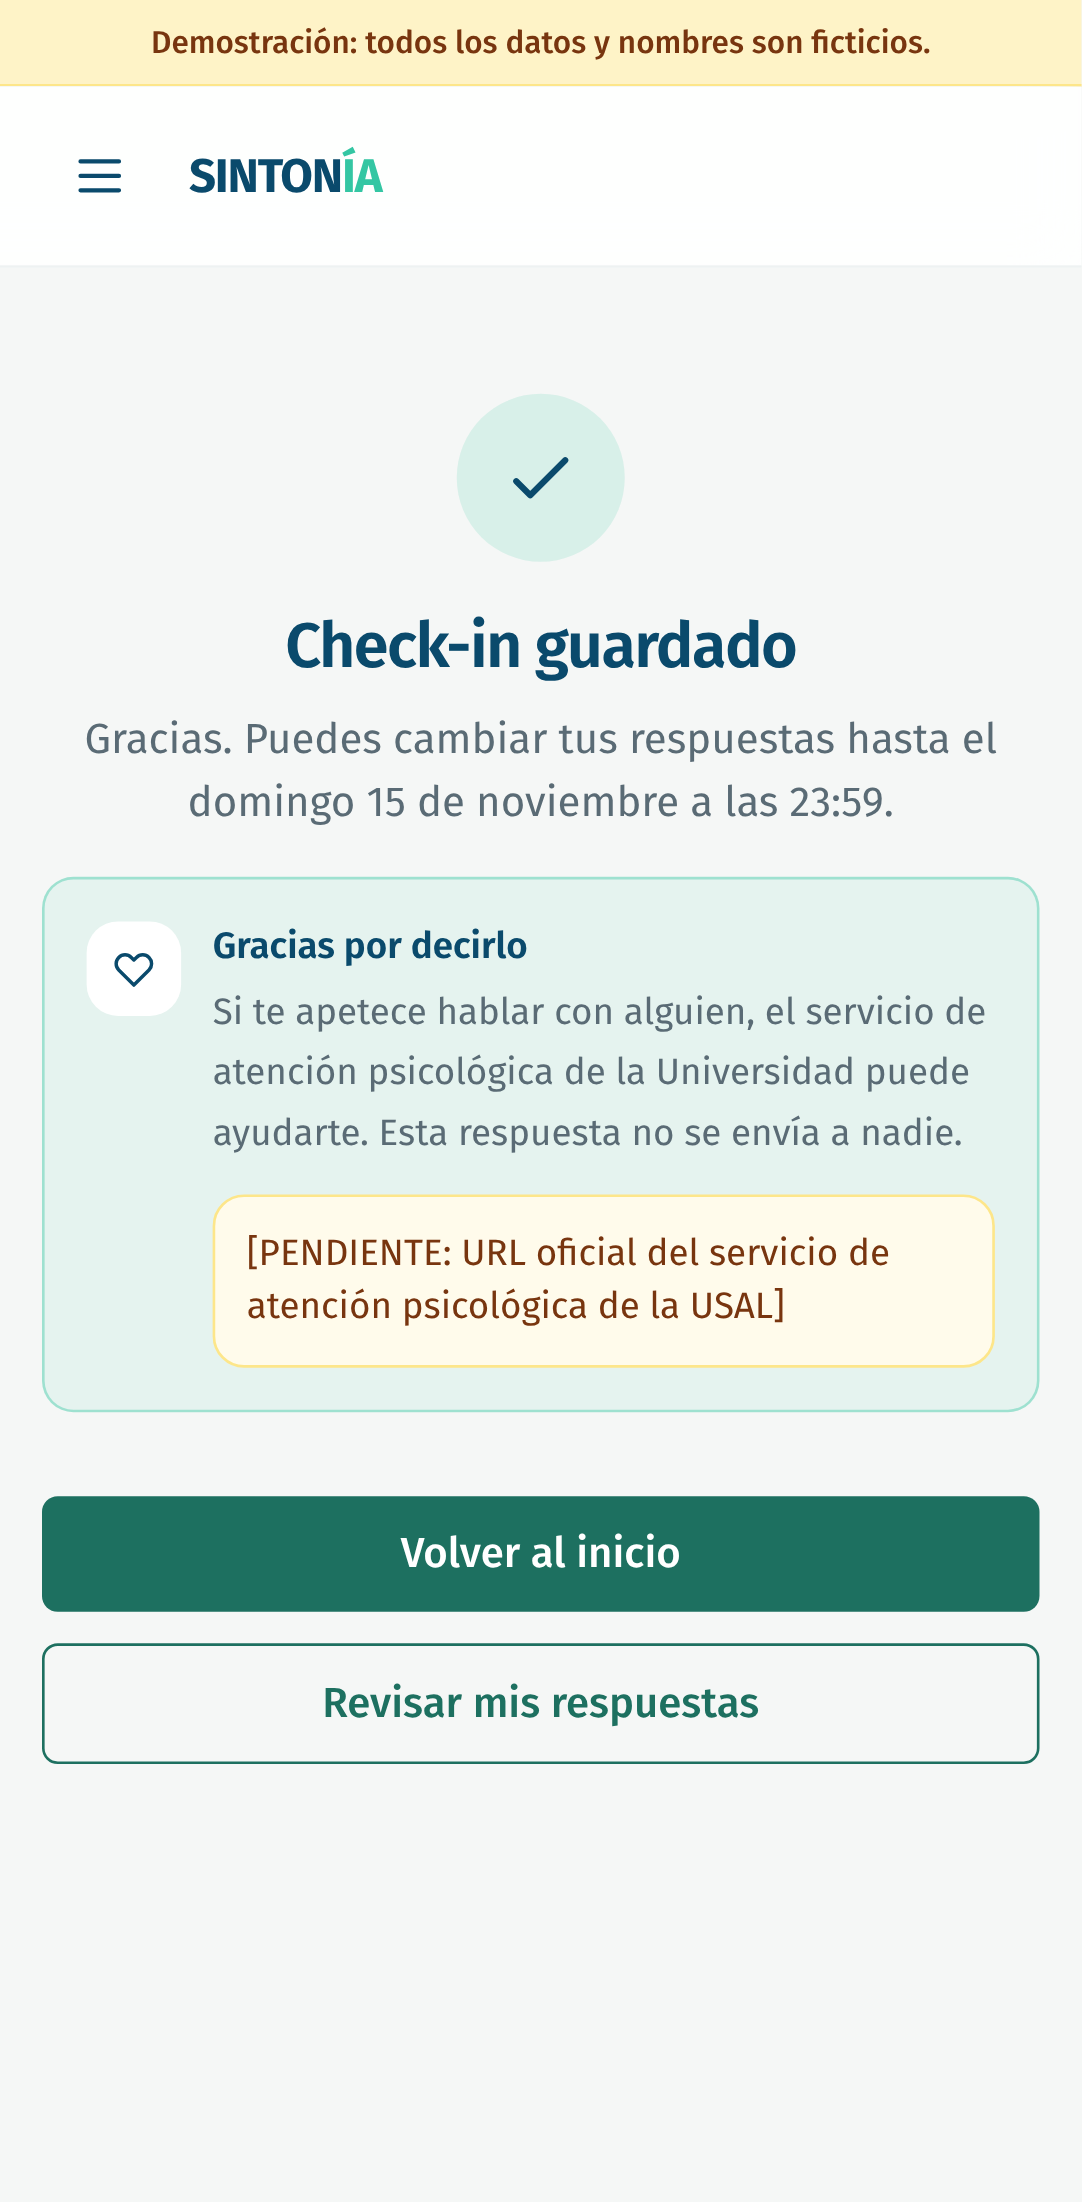 Demostración: todos los datos y nombres son ficticios.
SINTONÍA
Check-in guardado
Gracias. Puedes cambiar tus respuestas hasta el
domingo 15 de noviembre a las 23:59.
Gracias por decirlo
Si te apetece hablar con alguien, el servicio de
atención psicológica de la Universidad puede
ayudarte. Esta respuesta no se envía a nadie.
[PENDIENTE: URL oficial del servicio de
atención psicológica de la USAL]
Volver al inicio
Revisar mis respuestas